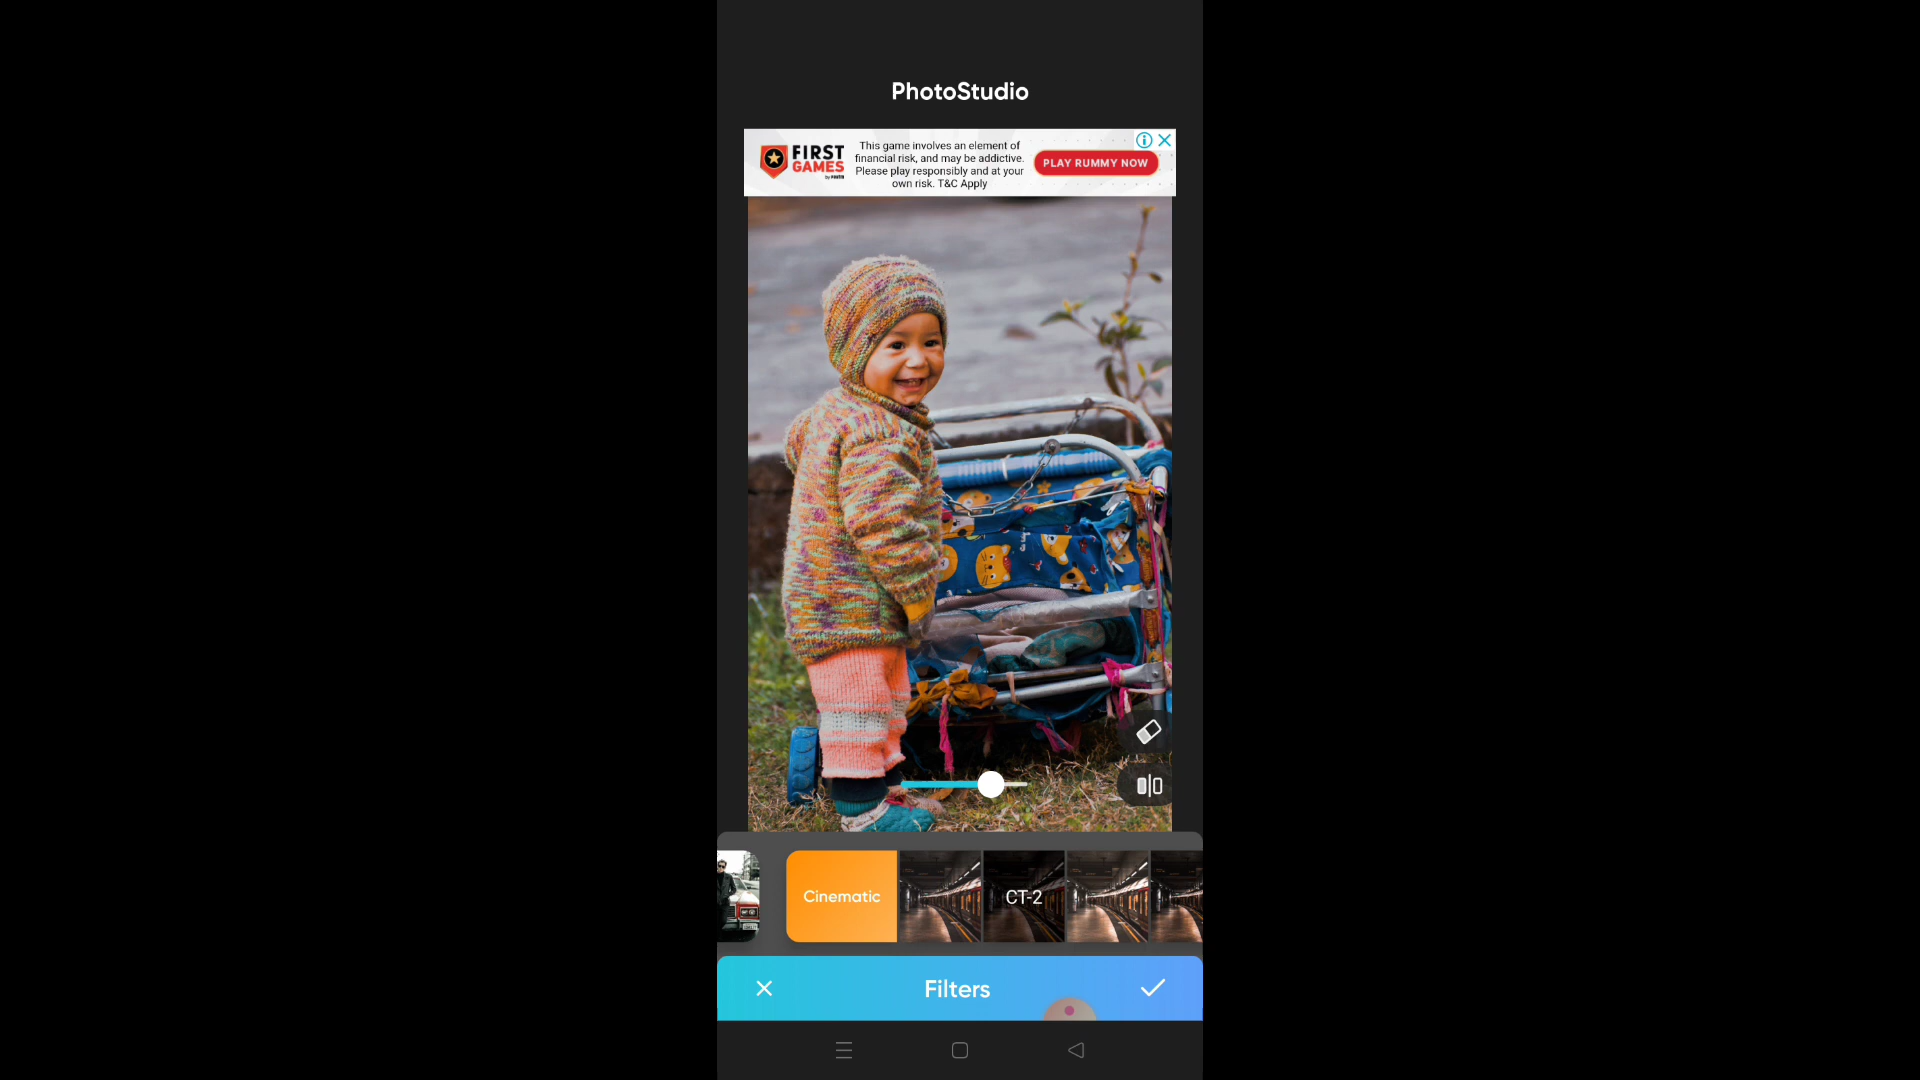 PhotoStudio
FIRST
GAMES
This game involves an element of
financial risk, and may be addictive.
Please play responsibly and at your
own risk. T&C Apply
PLAY RUMMY NOW
Cinematic
CT-2
Filters